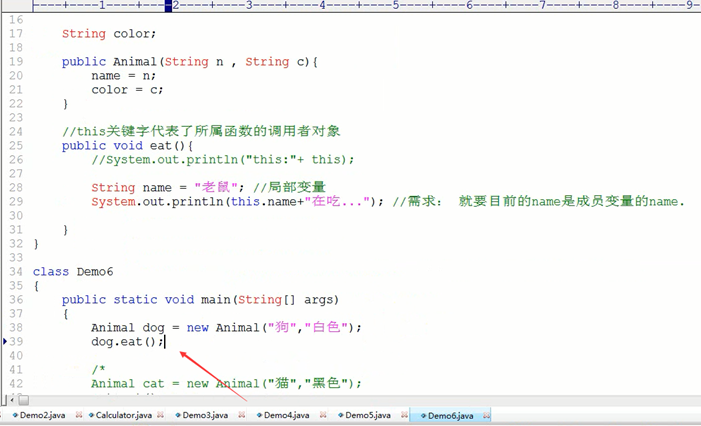 ----+----1----+----2----+----3----+----4----+----5----+----6----+----7----+----8----+----9-
16
17 String color;
18
19 public Animal(String n , String c){
20 name = n;
21 color = c;
22 }
23
24 //this关键字代表了所属函数的调用者对象
25 public void eat(){
26 //System.out.println("this:"+ this);
27
28 String name = "老鼠"; //局部变量
29 System.out.println(this.name+"在吃..."); //需求： 就要目前的name是成员变量的name.
30
31 }
32 }
33
34 class Demo6
35 {
36 public static void main(String[] args)
37 {
38 Animal dog = new Animal("狗","白色");
39 dog.eat();
40
41 /*
42 Animal cat = new Animal("猫","黑色");
Demo2.java Calculator.java Demo3.java Demo4.java Demo5.java Demo6.java